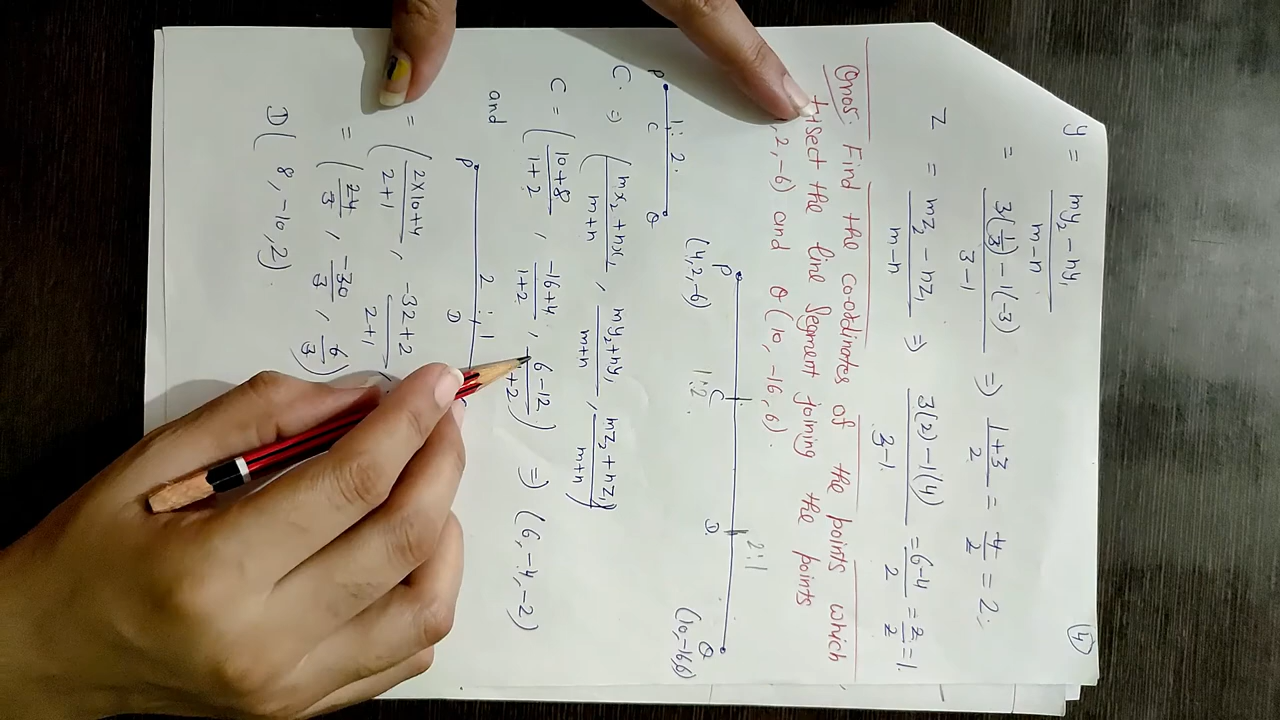 4
y = my₂ - ny₁ / m - n
= 3(1/3) - 1(-3) / 3 - 1 ⇒ 1 + 3 / 2 = 4/2 = 2,
z = mz₂ - nz₁ / m - n ⇒ 3(2) - 1(4) / 3 - 1. = 6-4 / 2 = 2/2 = 1.
Qno5: Find the co-ordinates of the points which
trisect the line segment joining the points
, 2, -6) and Q(10, -16, 6).
P C D Q
(4, 2, -6) 1:2. 2:1 (10, -16, 6)
P 1 : 2. Q
C
C ⇒ (mx₂ + nx₁ / m+n , my₂ + ny₁ / m+n , mz₂ + nz₁ / m+n)
C = (10+8 / 1+2 , -16+4 / 1+2 , 6-12 / +2) ⇒ (6, -4, -2)
and
P 2 : 1
D
= (2×10+4 / 2+1 , -32+2 / 2+1 ,
= (24/3 , -30/3 , 6/3)
D( 8, -10, 2).